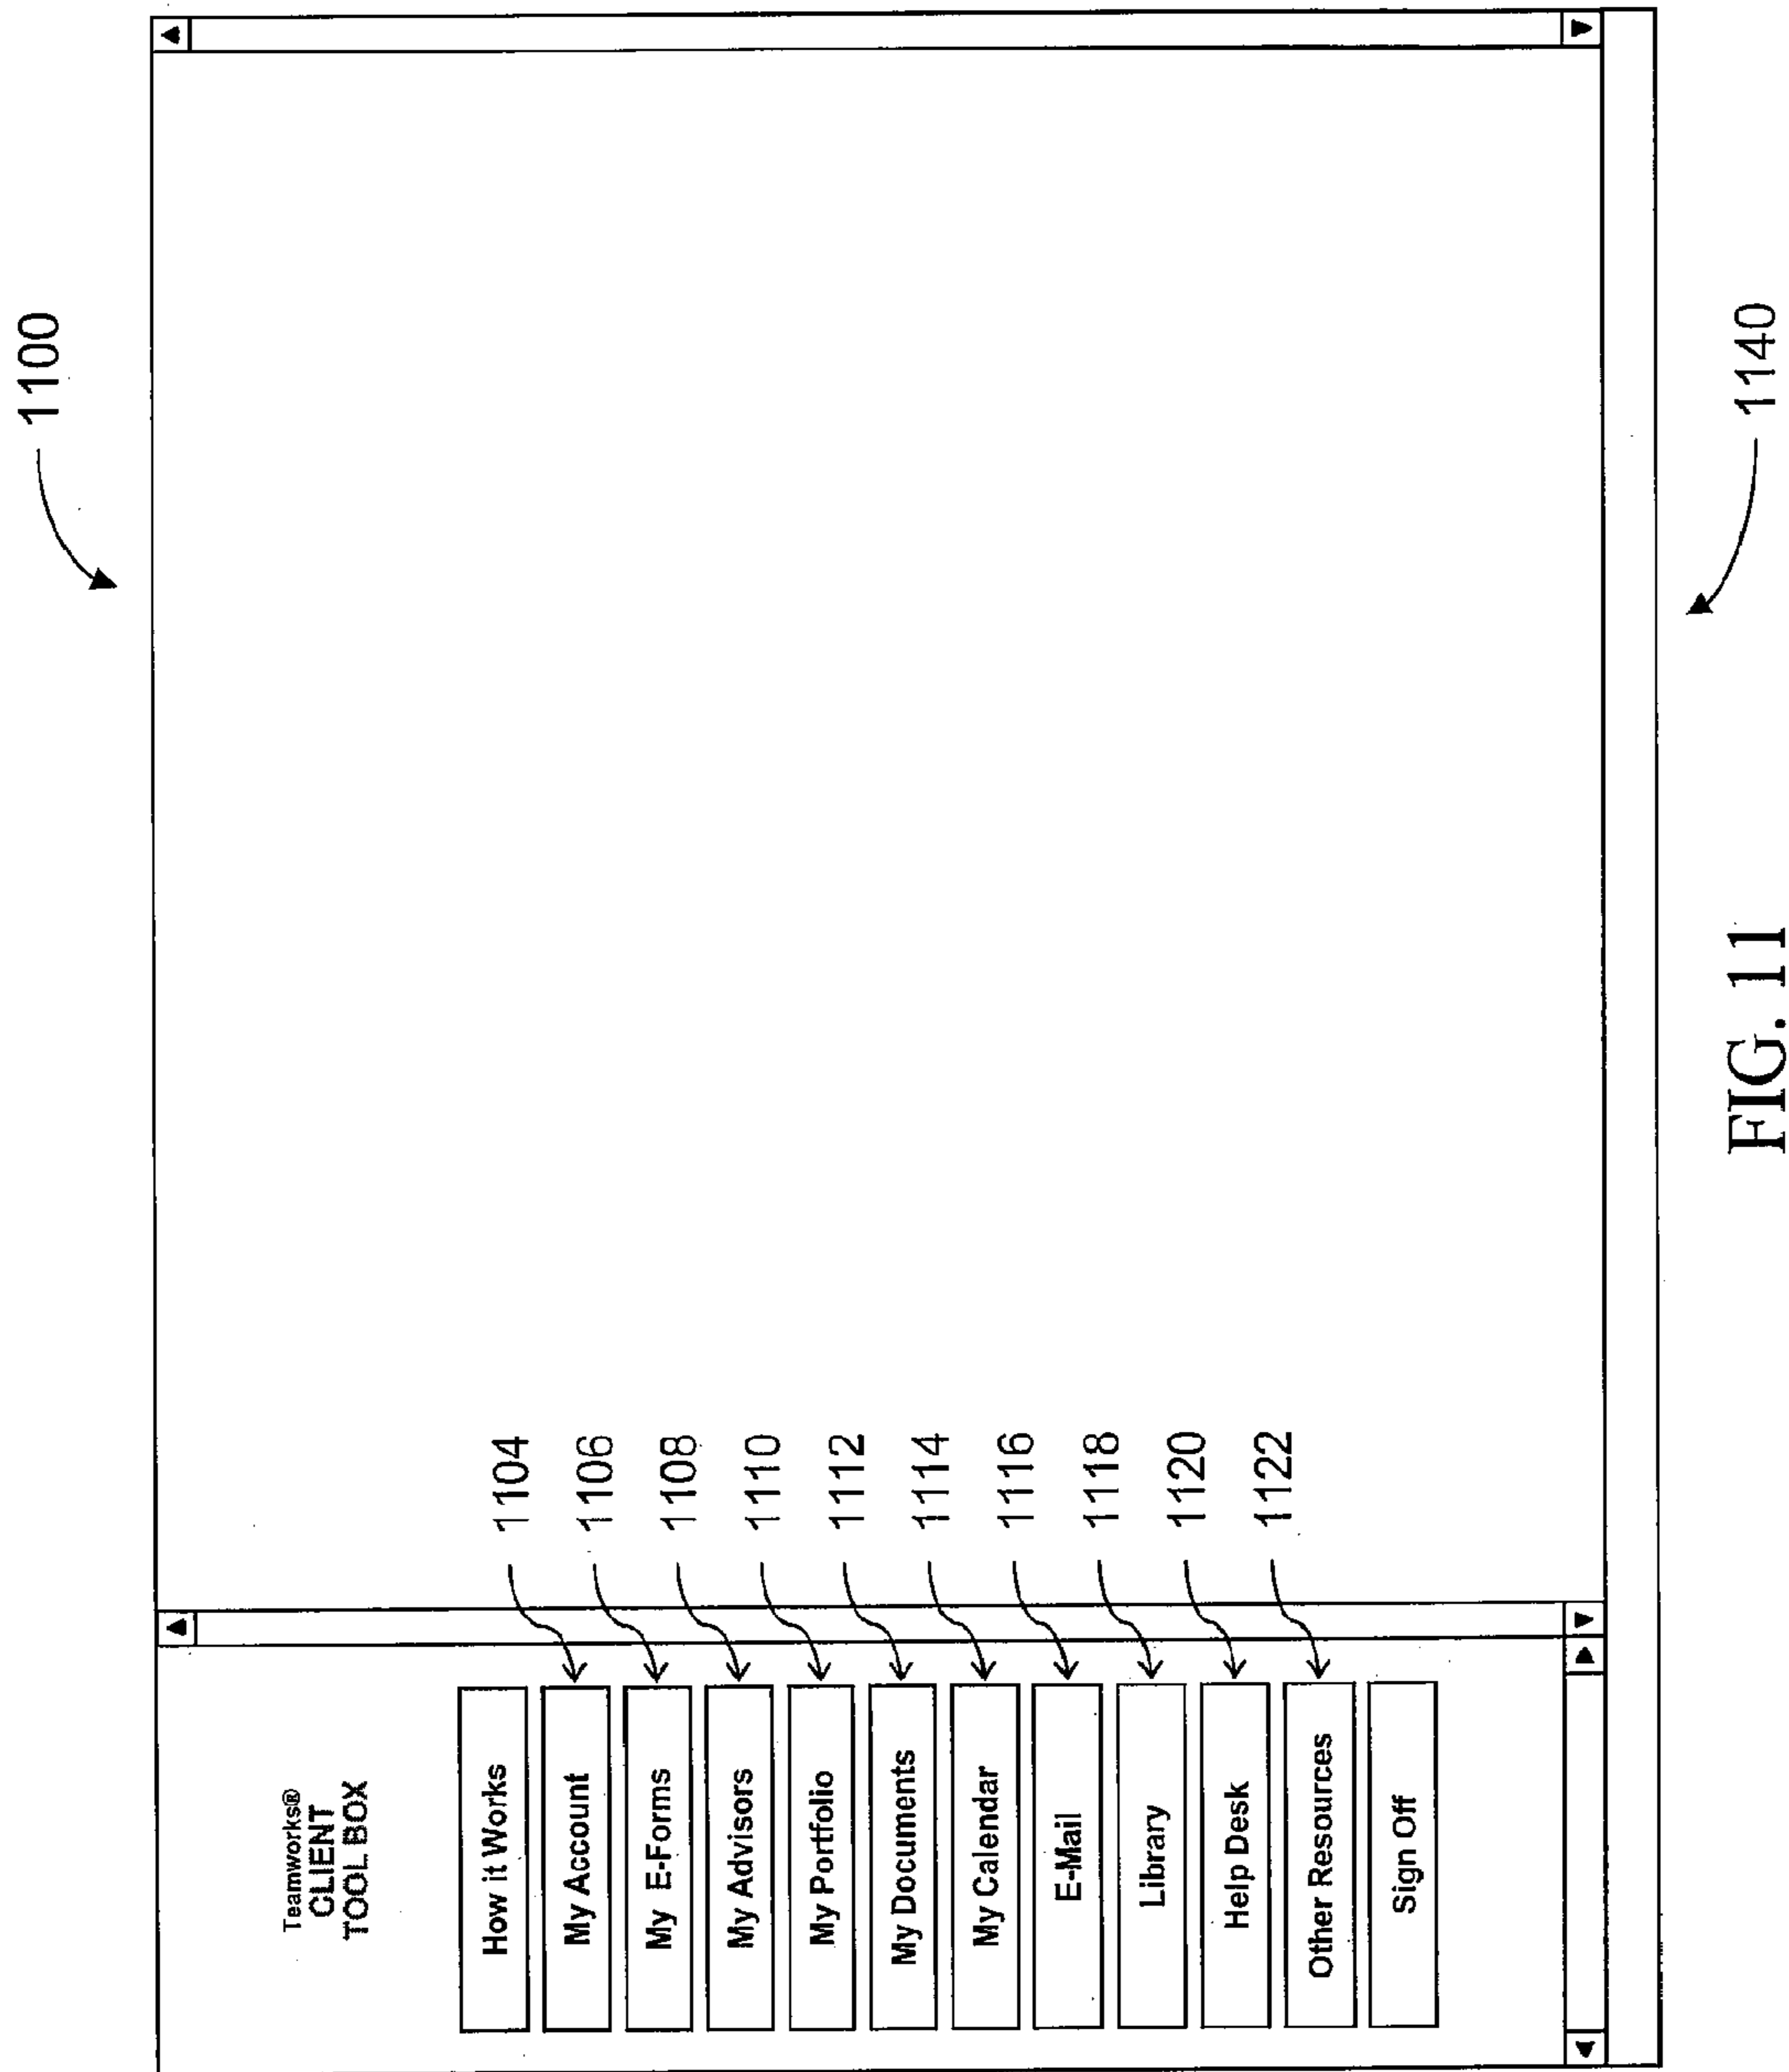 1100
Teamworks®
CLIENT
TOOL BOX
How it Works
1104
My Account
1106
My E-Forms
1108
My Advisors
1110
My Portfolio
1112
My Documents
1114
My Calendar
1116
E-Mail
1118
Library
1120
Help Desk
1122
Other Resources
Sign Off
1140
FIG. 11